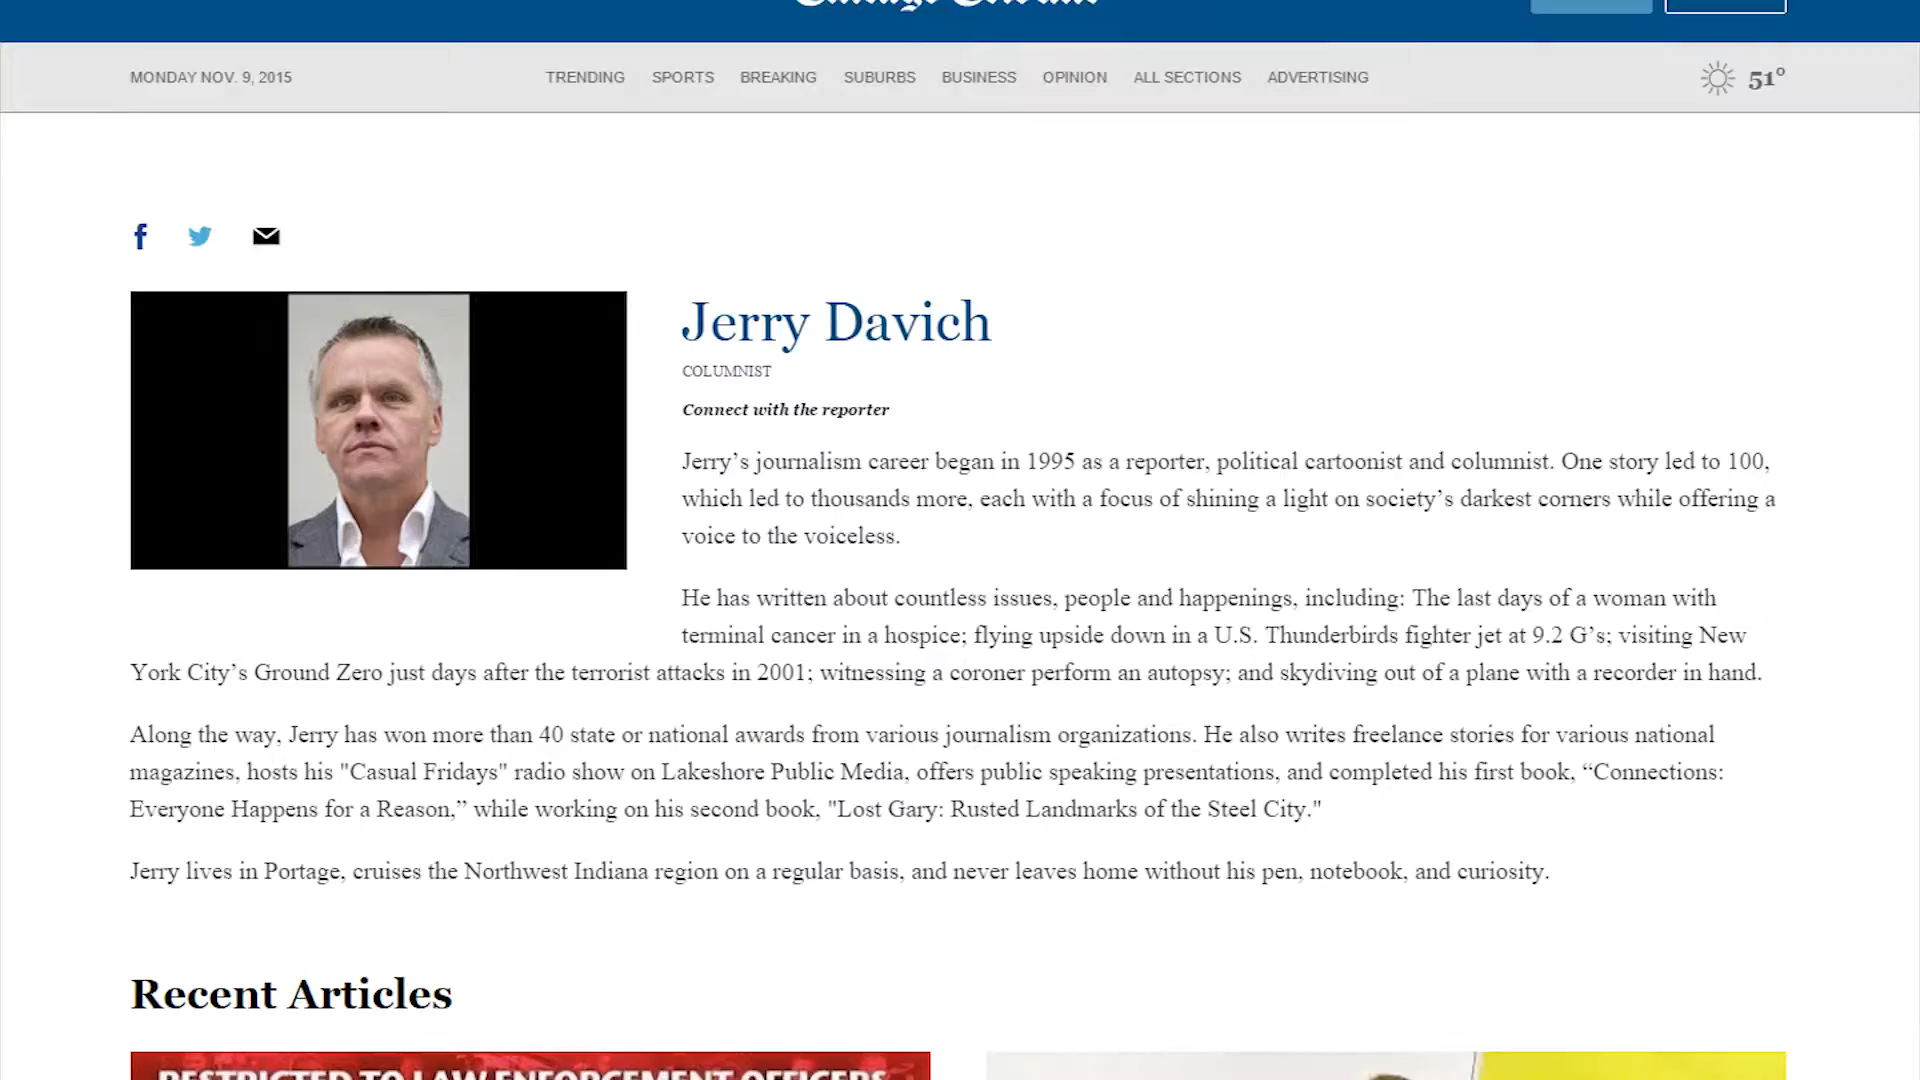 Chicago Tribune
MONDAY NOV. 9, 2015
TRENDING SPORTS BREAKING SUBURBS BUSINESS OPINION ALL SECTIONS ADVERTISING
51°
Jerry Davich
COLUMNIST
Connect with the reporter
Jerry’s journalism career began in 1995 as a reporter, political cartoonist and columnist. One story led to 100,
which led to thousands more, each with a focus of shining a light on society’s darkest corners while offering a
voice to the voiceless.
He has written about countless issues, people and happenings, including: The last days of a woman with
terminal cancer in a hospice; flying upside down in a U.S. Thunderbirds fighter jet at 9.2 G’s; visiting New
York City’s Ground Zero just days after the terrorist attacks in 2001; witnessing a coroner perform an autopsy; and skydiving out of a plane with a recorder in hand.
Along the way, Jerry has won more than 40 state or national awards from various journalism organizations. He also writes freelance stories for various national
magazines, hosts his "Casual Fridays" radio show on Lakeshore Public Media, offers public speaking presentations, and completed his first book, “Connections:
Everyone Happens for a Reason,” while working on his second book, "Lost Gary: Rusted Landmarks of the Steel City."
Jerry lives in Portage, cruises the Northwest Indiana region on a regular basis, and never leaves home without his pen, notebook, and curiosity.
Recent Articles
RESTRICTED TO LAW ENFORCEMENT OFFICERS